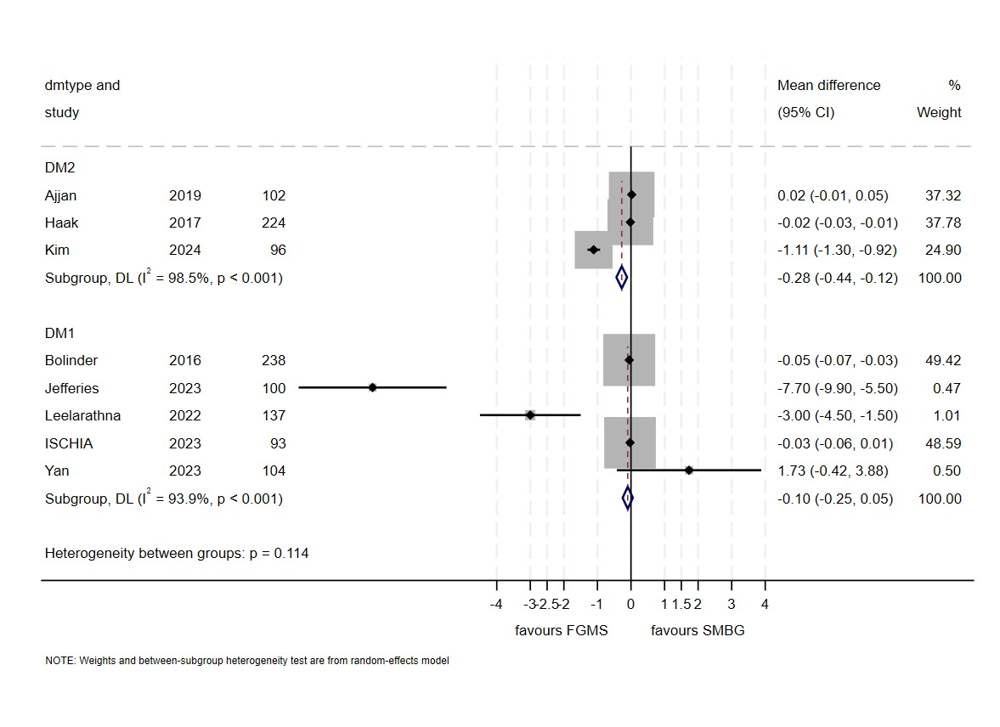 dmtype and Mean difference %
study (95% CI) Weight
DM2
Ajjan 2019 102 0.02 (-0.01, 0.05) 37.32
Haak 2017 224 -0.02 (-0.03, -0.01) 37.78
Kim 2024 96 -1.11 (-1.30, -0.92) 24.90
Subgroup, DL (I² = 98.5%, p < 0.001) -0.28 (-0.44, -0.12) 100.00
DM1
Bolinder 2016 238 -0.05 (-0.07, -0.03) 49.42
Jefferies 2023 100 -7.70 (-9.90, -5.50) 0.47
Leelarathna 2022 137 -3.00 (-4.50, -1.50) 1.01
ISCHIA 2023 93 -0.03 (-0.06, 0.01) 48.59
Yan 2023 104 1.73 (-0.42, 3.88) 0.50
Subgroup, DL (I² = 93.9%, p < 0.001) -0.10 (-0.25, 0.05) 100.00
Heterogeneity between groups: p = 0.114
-4 -3 -2.5 -2 -1 0 1 1.5 2 3 4
favours FGMS favours SMBG
NOTE: Weights and between-subgroup heterogeneity test are from random-effects model